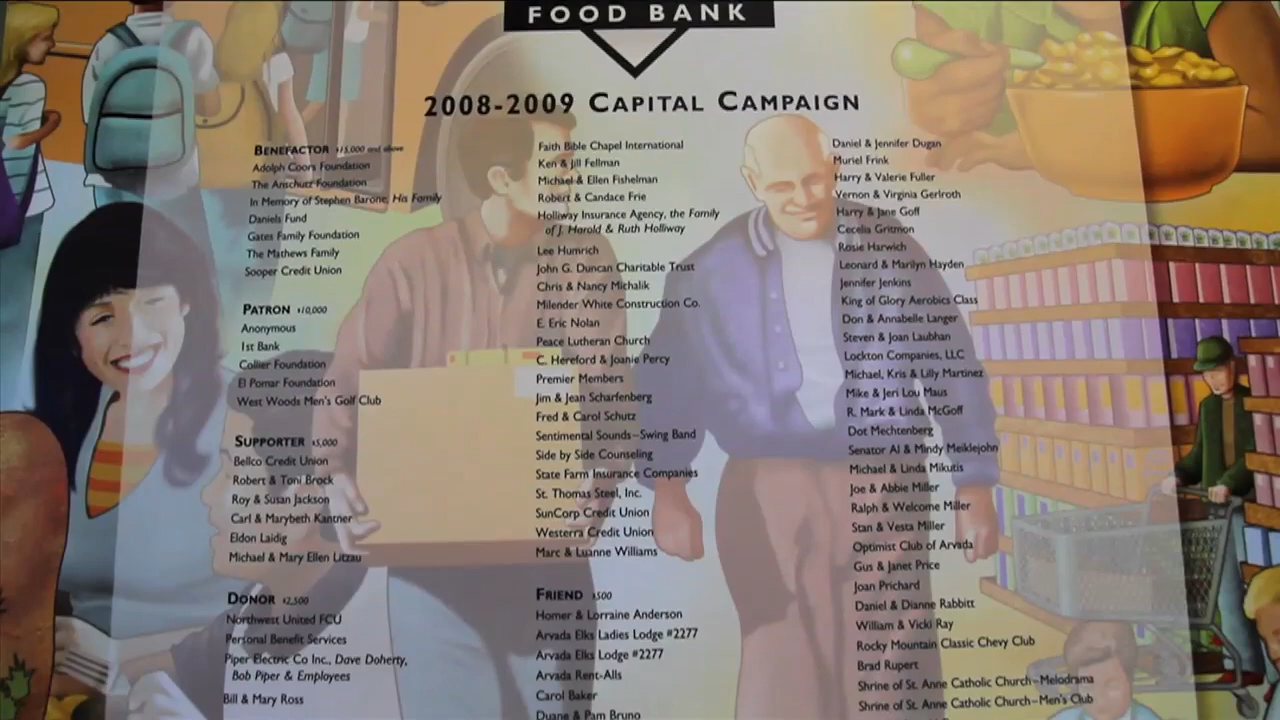 FOOD BANK
2008-2009 CAPITAL CAMPAIGN
BENEFACTOR $15,000 and above
Adolph Coors Foundation
The Anschutz Foundation
In Memory of Stephen Barone, His Family
Daniels Fund
Gates Family Foundation
The Mathews Family
Sooper Credit Union
PATRON $10,000
Anonymous
1st Bank
Collier Foundation
El Pomar Foundation
West Woods Men's Golf Club
SUPPORTER $5,000
Bellco Credit Union
Robert & Toni Brock
Roy & Susan Jackson
Carl & Marybeth Kantner
Eldon Laidig
Michael & Mary Ellen Litzau
DONOR $2,500
Northwest United FCU
Personal Benefit Services
Piper Electric Co Inc., Dave Doherty,
Bob Piper & Employees
Bill & Mary Ross
Faith Bible Chapel International
Ken & Jill Fellman
Michael & Ellen Fishelman
Robert & Candace Frie
Holliway Insurance Agency, the Family
of J. Harold & Ruth Holliway
Lee Humrich
John G. Duncan Charitable Trust
Chris & Nancy Michalik
Milender White Construction Co.
E. Eric Nolan
Peace Lutheran Church
C. Hereford & Joanie Percy
Premier Members
Jim & Jean Scharfenberg
Fred & Carol Schutz
Sentimental Sounds–Swing Band
Side by Side Counseling
State Farm Insurance Companies
St. Thomas Steel, Inc.
SunCorp Credit Union
Westerra Credit Union
Marc & Luanne Williams
FRIEND $500
Homer & Lorraine Anderson
Arvada Elks Ladies Lodge #2277
Arvada Elks Lodge #2277
Arvada Rent-Alls
Carol Baker
Duane & Pam Bruno
Daniel & Jennifer Dugan
Muriel Frink
Harry & Valerie Fuller
Vernon & Virginia Gerlroth
Harry & Jane Goff
Cecelia Gritmon
Rosie Harwich
Leonard & Marilyn Hayden
Jennifer Jenkins
King of Glory Aerobics Class
Don & Annabelle Langer
Steven & Joan Laubhan
Lockton Companies, LLC
Michael, Kris & Lilly Martinez
Mike & Jeri Lou Maus
R. Mark & Linda McGoff
Dot Mechtenberg
Senator Al & Mindy Meiklejohn
Michael & Linda Mikutis
Joe & Abbie Miller
Ralph & Welcome Miller
Stan & Vesta Miller
Optimist Club of Arvada
Gus & Janet Price
Joan Prichard
Daniel & Dianne Rabbitt
William & Vicki Ray
Rocky Mountain Classic Chevy Club
Brad Rupert
Shrine of St. Anne Catholic Church–Melodrama
Shrine of St. Anne Catholic Church–Men's Club